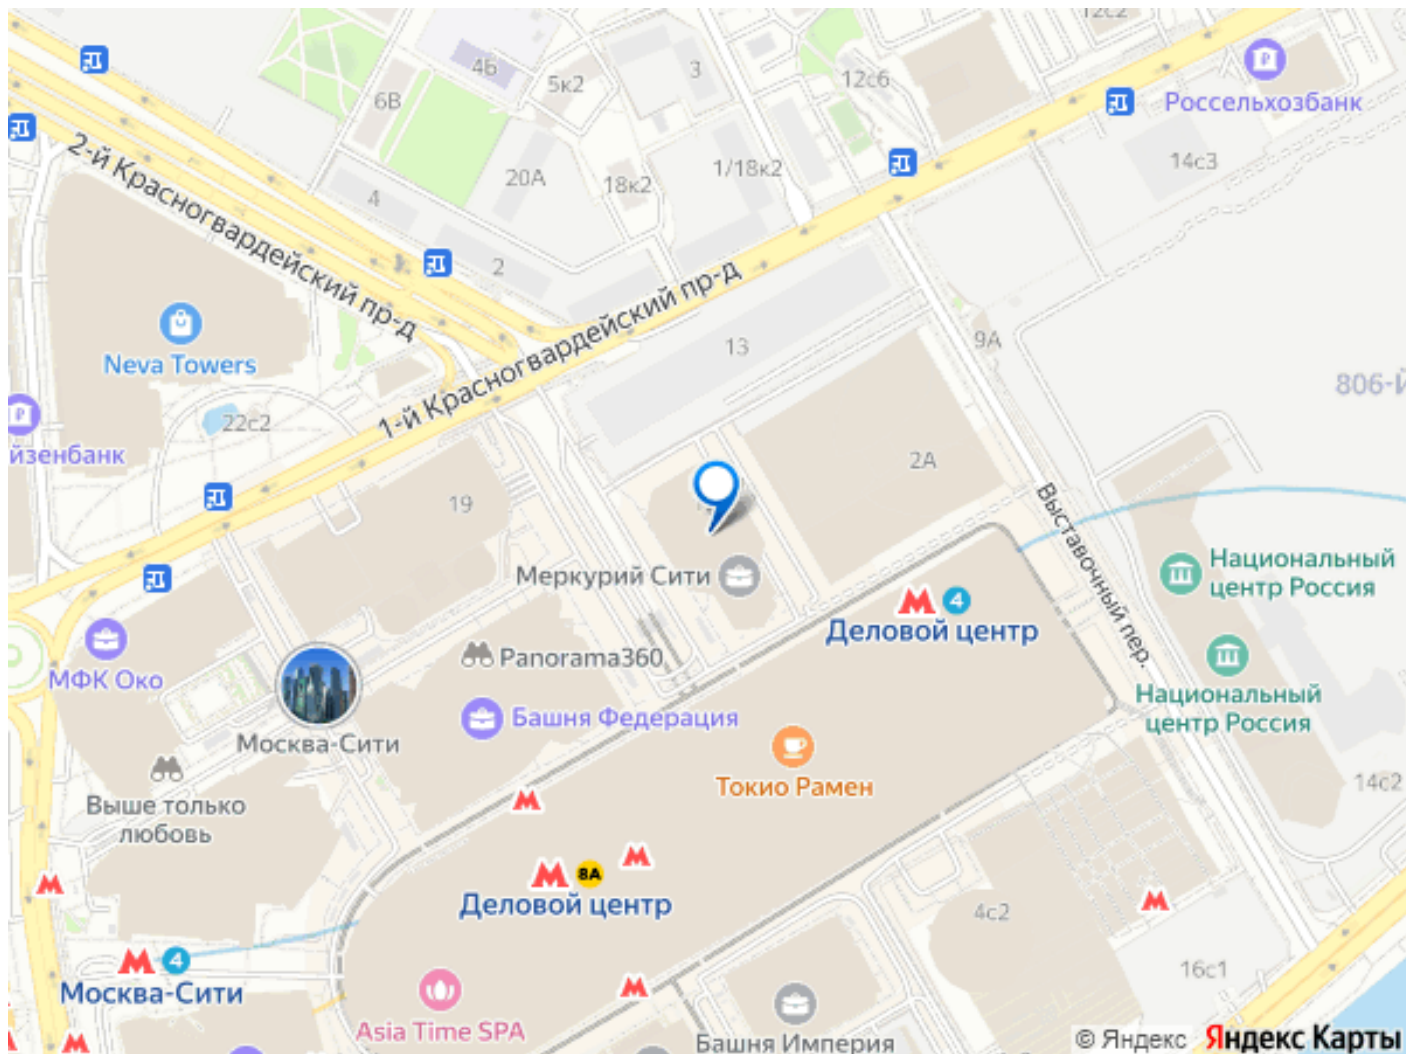 12с2
4Б
3
5к2
12с6
6В
Россельхозбанк
2-й Красногвардейский пр-д
20А
18к2
1/18к2
14с3
4
2
1-й Красногвардейский пр-д
Neva Towers
13
9А
806-Й
22с2
йзенбанк
2А
19
Выставочный пер.
Меркурий Сити
Национальный
центр Россия
4
Деловой центр
МФК Око
Panorama360
Национальный
центр Россия
Башня Федерация
Москва-Сити
Токио Рамен
14с2
Выше только
любовь
8А
Деловой центр
4с2
4
Москва-Сити
16с1
Asia Time SPA
Башня Империя
© Яндекс Яндекс Карты